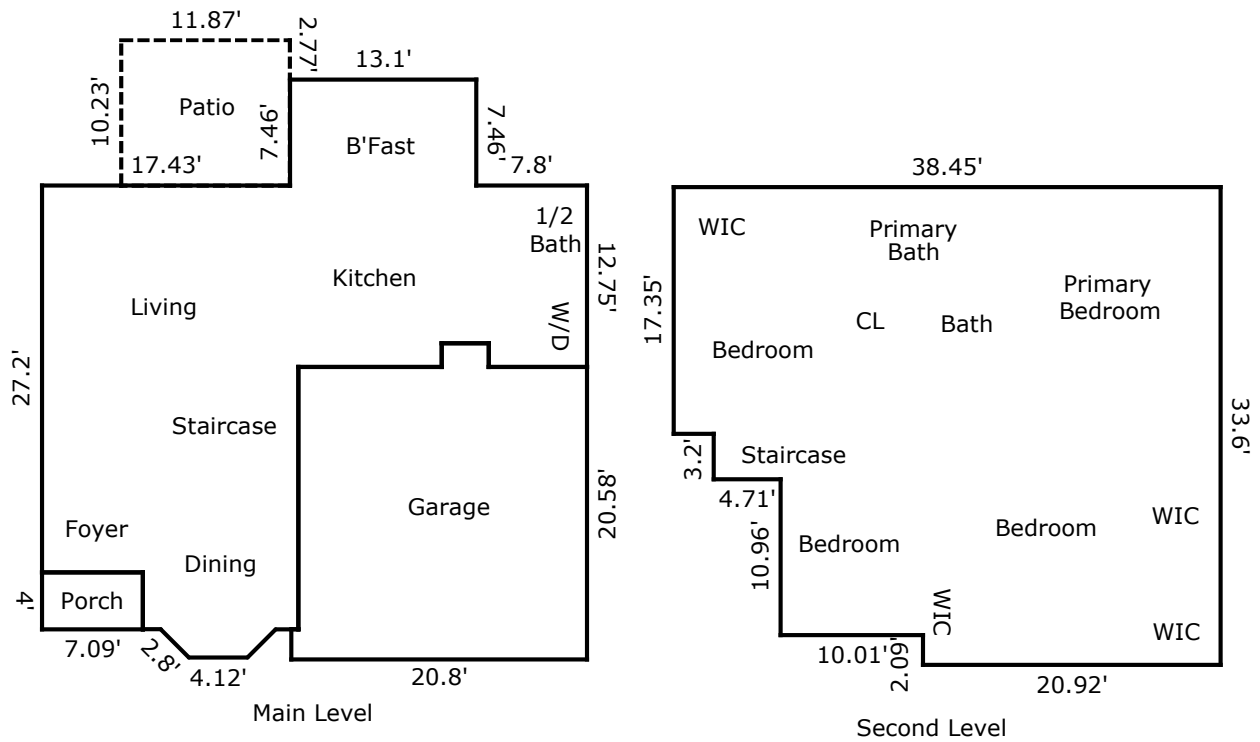 11.87'
2.77'
13.1'
10.23'
Patio
7.46'
B'Fast
7.46'
17.43'
7.8'
1/2
Bath
12.75'
Kitchen
Living
W/D
27.2'
Staircase
Garage
20.58'
Foyer
Dining
4'
Porch
7.09'
2.8'
4.12'
20.8'
Main Level
38.45'
WIC
Primary
Bath
Primary
Bedroom
17.35'
CL
Bath
Bedroom
33.6'
3.2'
Staircase
4.71'
10.96'
Bedroom
Bedroom
WIC
WIC
WIC
10.01'
2.09'
20.92'
Second Level